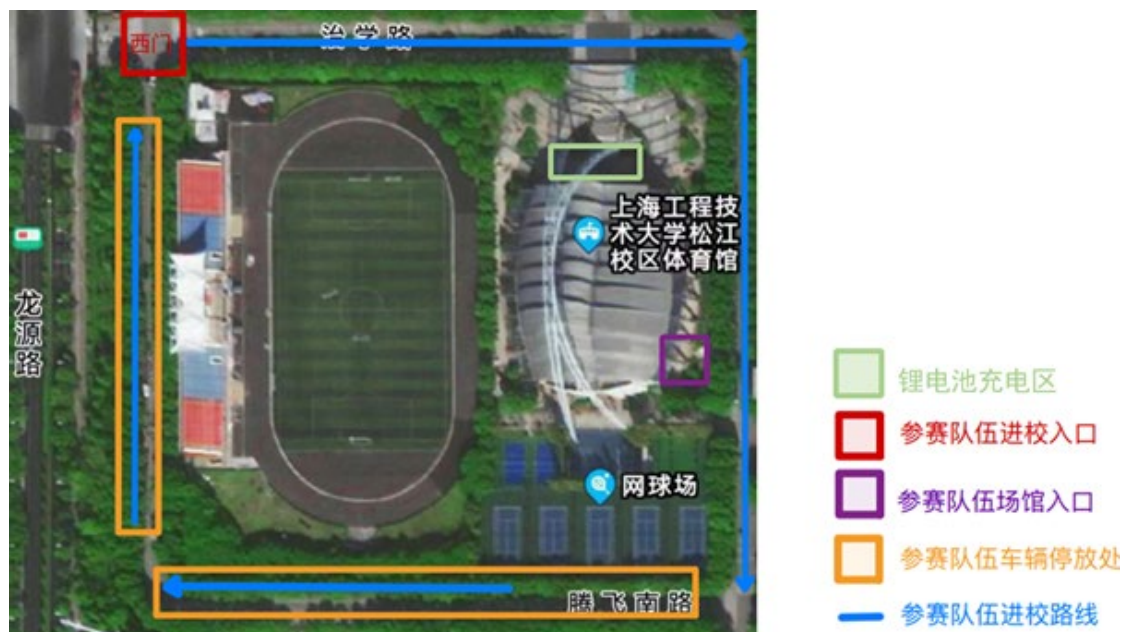 西门
治学路
上海工程技
术大学松江
校区体育馆
龙源路
网球场
腾飞南路
锂电池充电区
参赛队伍进校入口
参赛队伍场馆入口
参赛队伍车辆停放处
参赛队伍进校路线